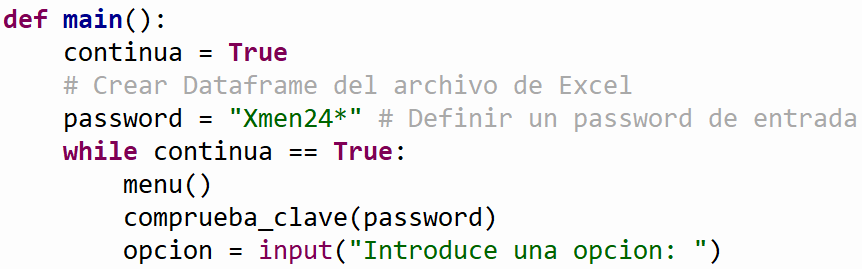 def main():
    continua = True
    # Crear Dataframe del archivo de Excel
    password = "Xmen24*" # Definir un password de entrada
    while continua == True:
        menu()
        comprueba_clave(password)
        opcion = input("Introduce una opcion: ")